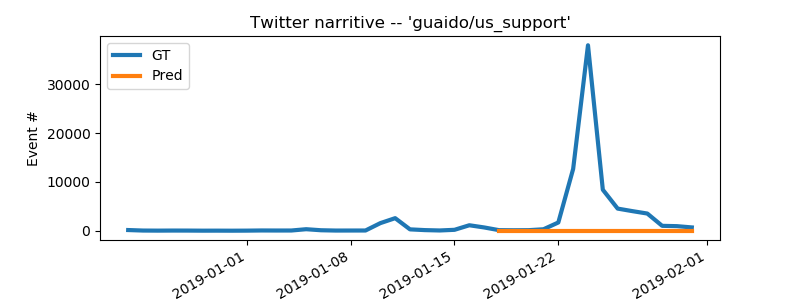 Twitter narritive -- 'guaido/us_support'
GT
Pred
Event #
30000
20000
10000
0
2019-01-01
2019-01-08
2019-01-15
2019-01-22
2019-02-01